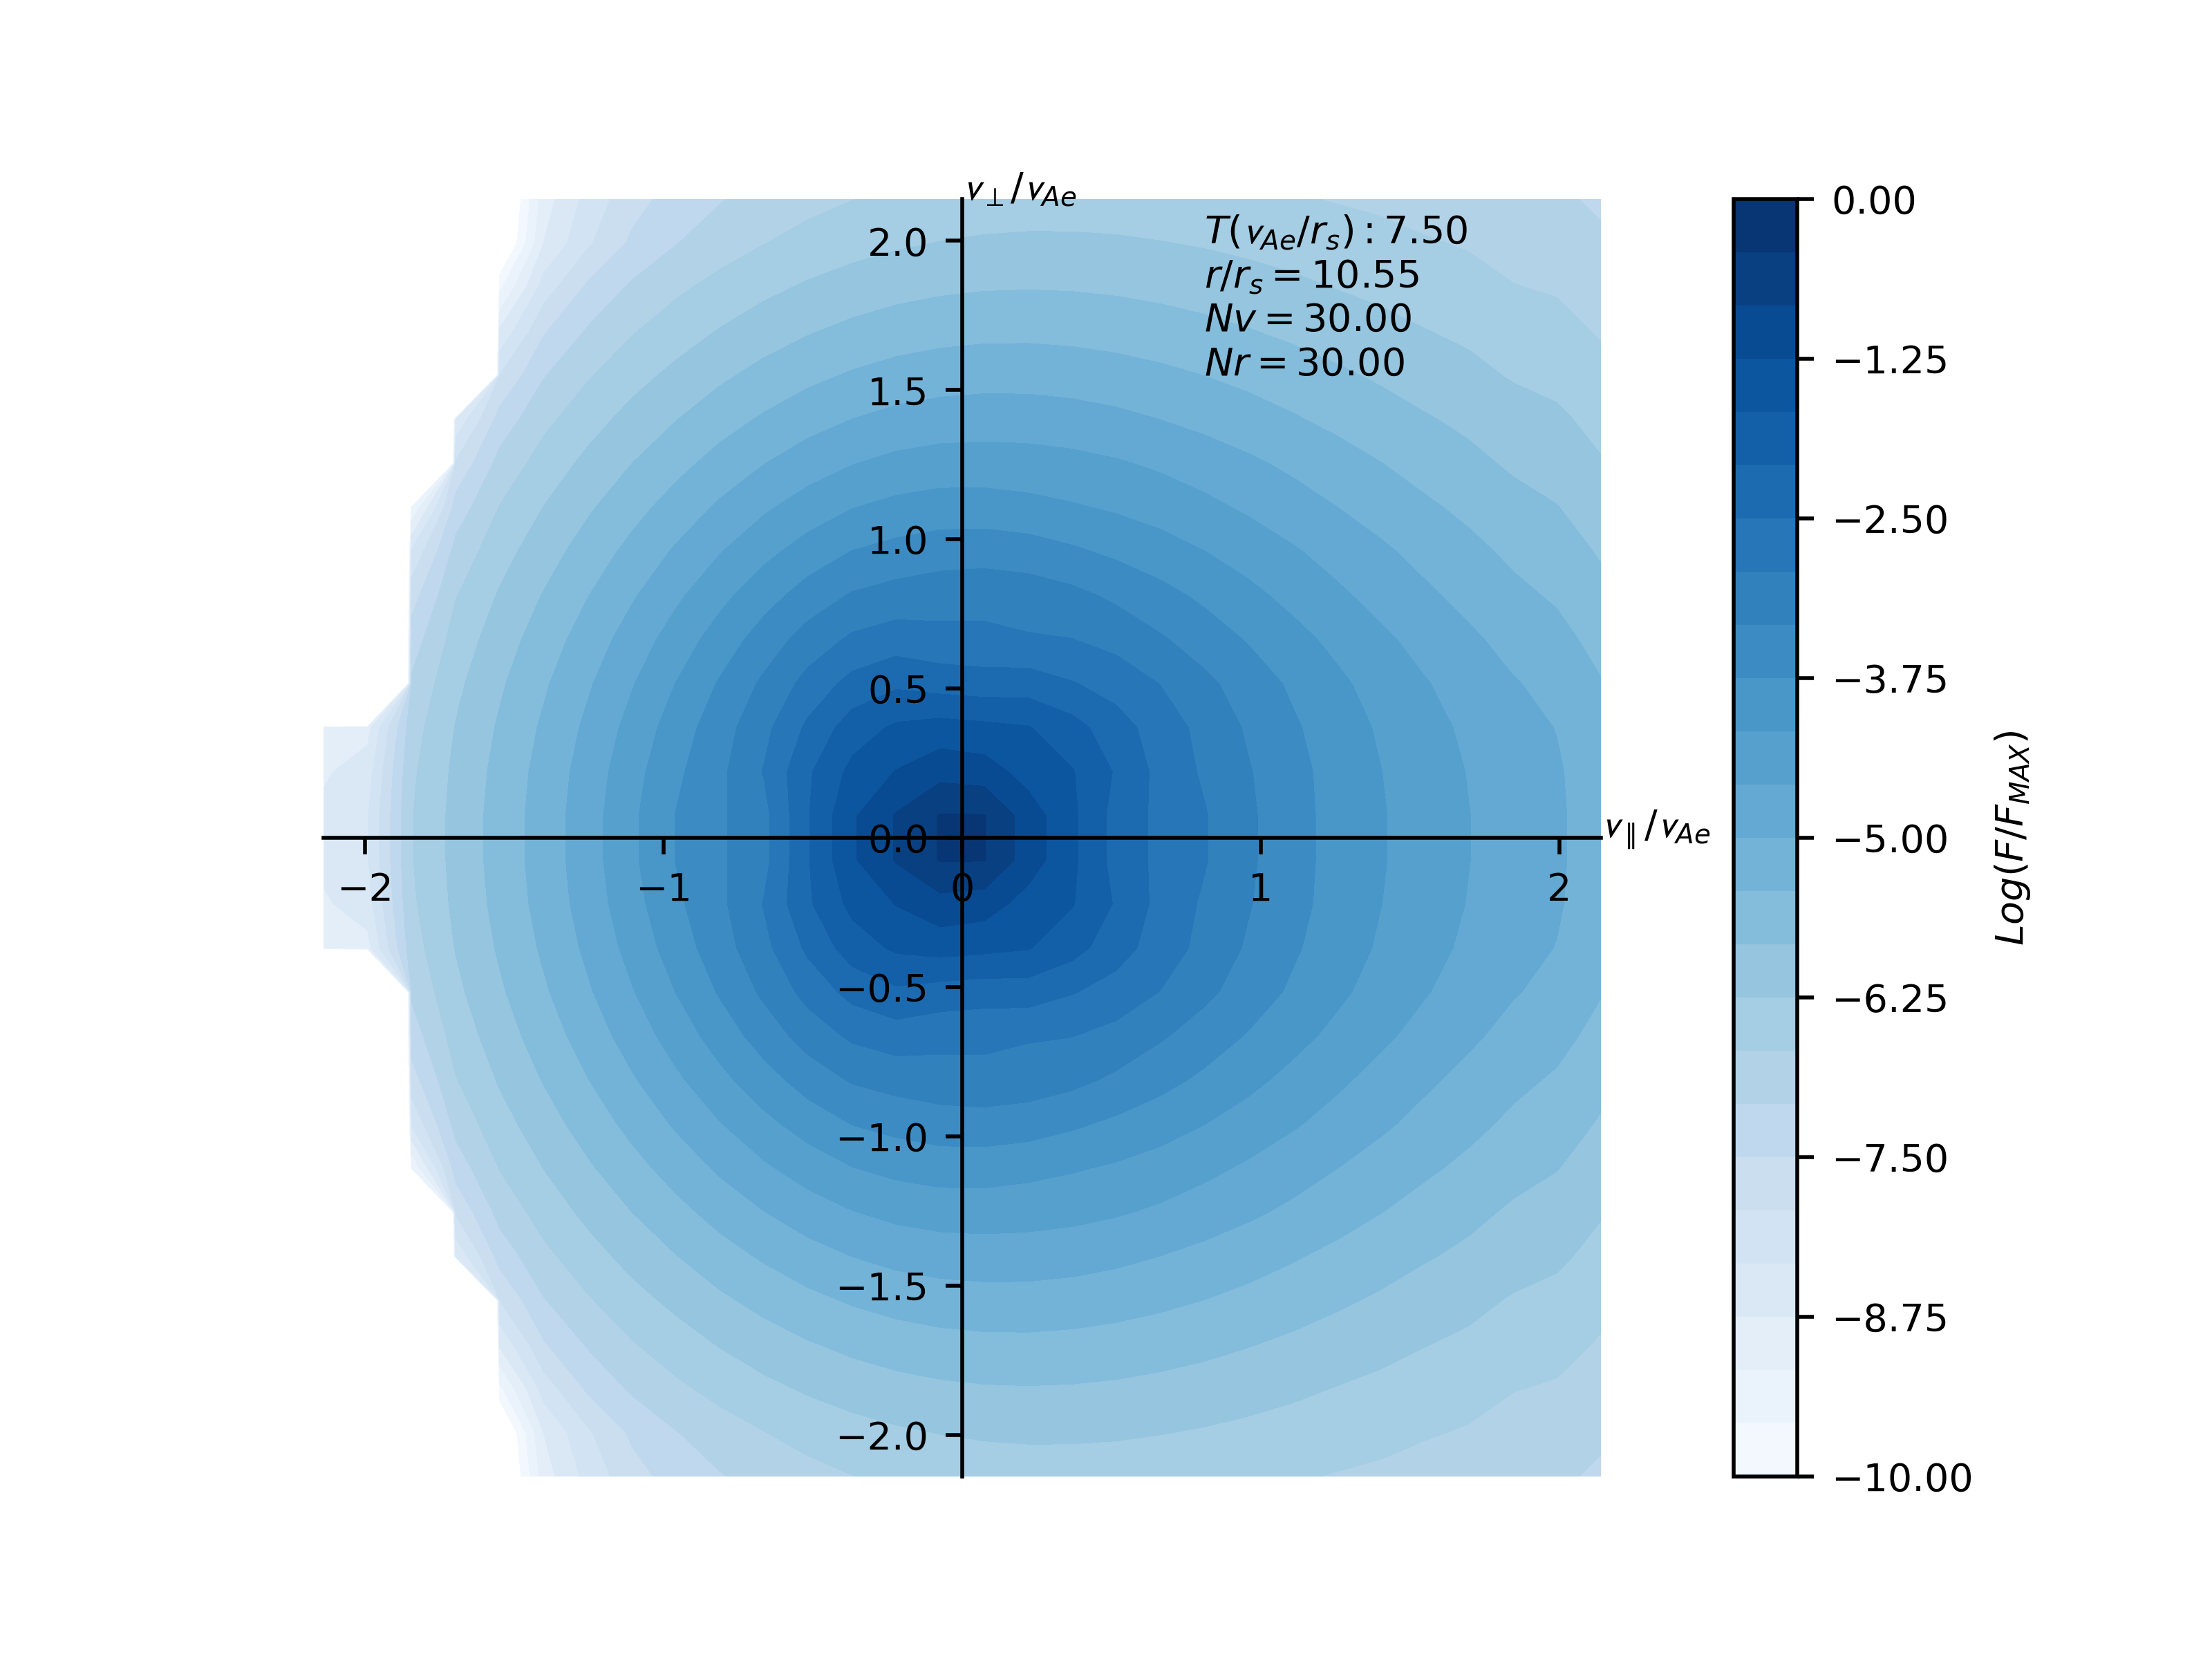 v⊥/vAe
T(vAe/rs) : 7.50
r/rs = 10.55
Nv = 30.00
Nr = 30.00
2.0
1.5
1.0
0.5
0.0
−0.5
−1.0
−1.5
−2.0
−2 −1 0 1 2
v∥/vAe
0.00
−1.25
−2.50
−3.75
−5.00
−6.25
−7.50
−8.75
−10.00
Log(F/FMAX)